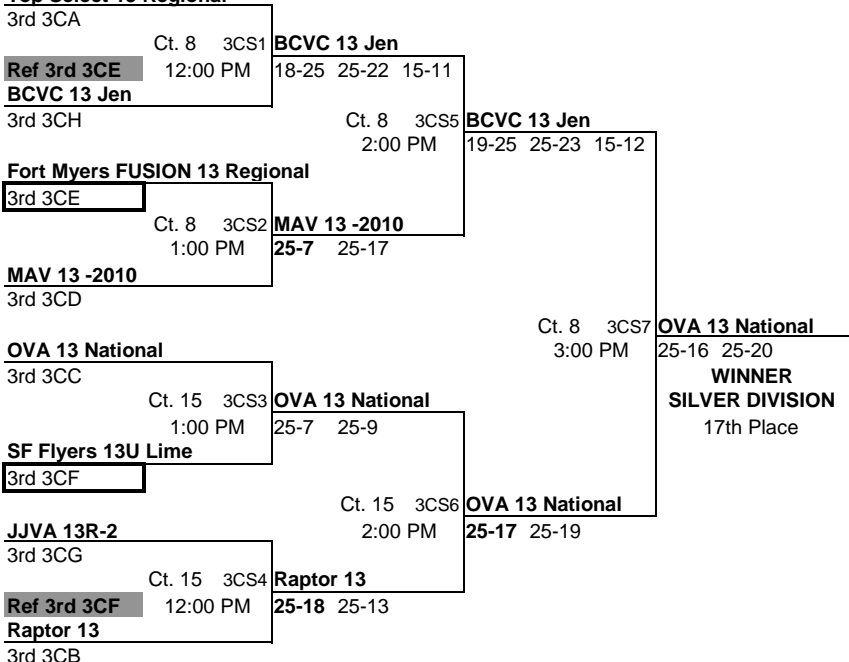 3rd 3CA
Ct. 8 3CS1 BCVC 13 Jen
Ref 3rd 3CE 12:00 PM 18-25 25-22 15-11
BCVC 13 Jen
3rd 3CH Ct. 8 3CS5 BCVC 13 Jen
2:00 PM 19-25 25-23 15-12
Fort Myers FUSION 13 Regional
3rd 3CE
Ct. 8 3CS2 MAV 13 -2010
1:00 PM 25-7 25-17
MAV 13 -2010
3rd 3CD
Ct. 8 3CS7 OVA 13 National
OVA 13 National 3:00 PM 25-16 25-20
3rd 3CC WINNER
Ct. 15 3CS3 OVA 13 National SILVER DIVISION
1:00 PM 25-7 25-9 17th Place
SF Flyers 13U Lime
3rd 3CF
Ct. 15 3CS6 OVA 13 National
JJVA 13R-2 2:00 PM 25-17 25-19
3rd 3CG
Ct. 15 3CS4 Raptor 13
Ref 3rd 3CF 12:00 PM 25-18 25-13
Raptor 13
3rd 3CB